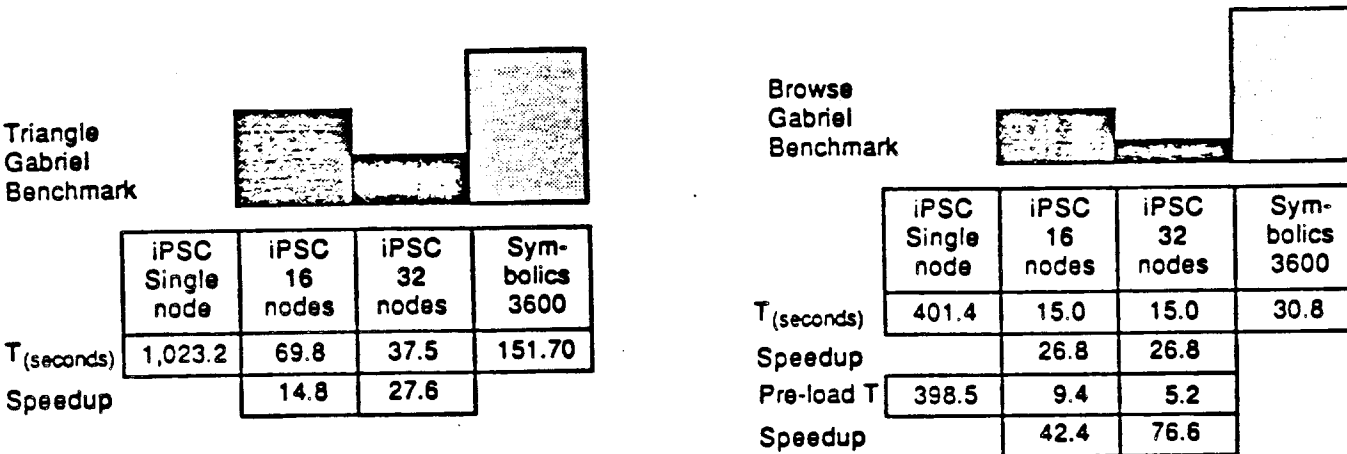 Triangle
Gabriel
Benchmark
iPSC Single node iPSC 16 nodes iPSC 32 nodes Sym-bolics 3600
T(seconds) 1,023.2 69.8 37.5 151.70
Speedup 14.8 27.6
Browse
Gabriel
Benchmark
iPSC Single node iPSC 16 nodes iPSC 32 nodes Sym-bolics 3600
T(seconds) 401.4 15.0 15.0 30.8
Speedup 26.8 26.8
Pre-load T 398.5 9.4 5.2
Speedup 42.4 76.6